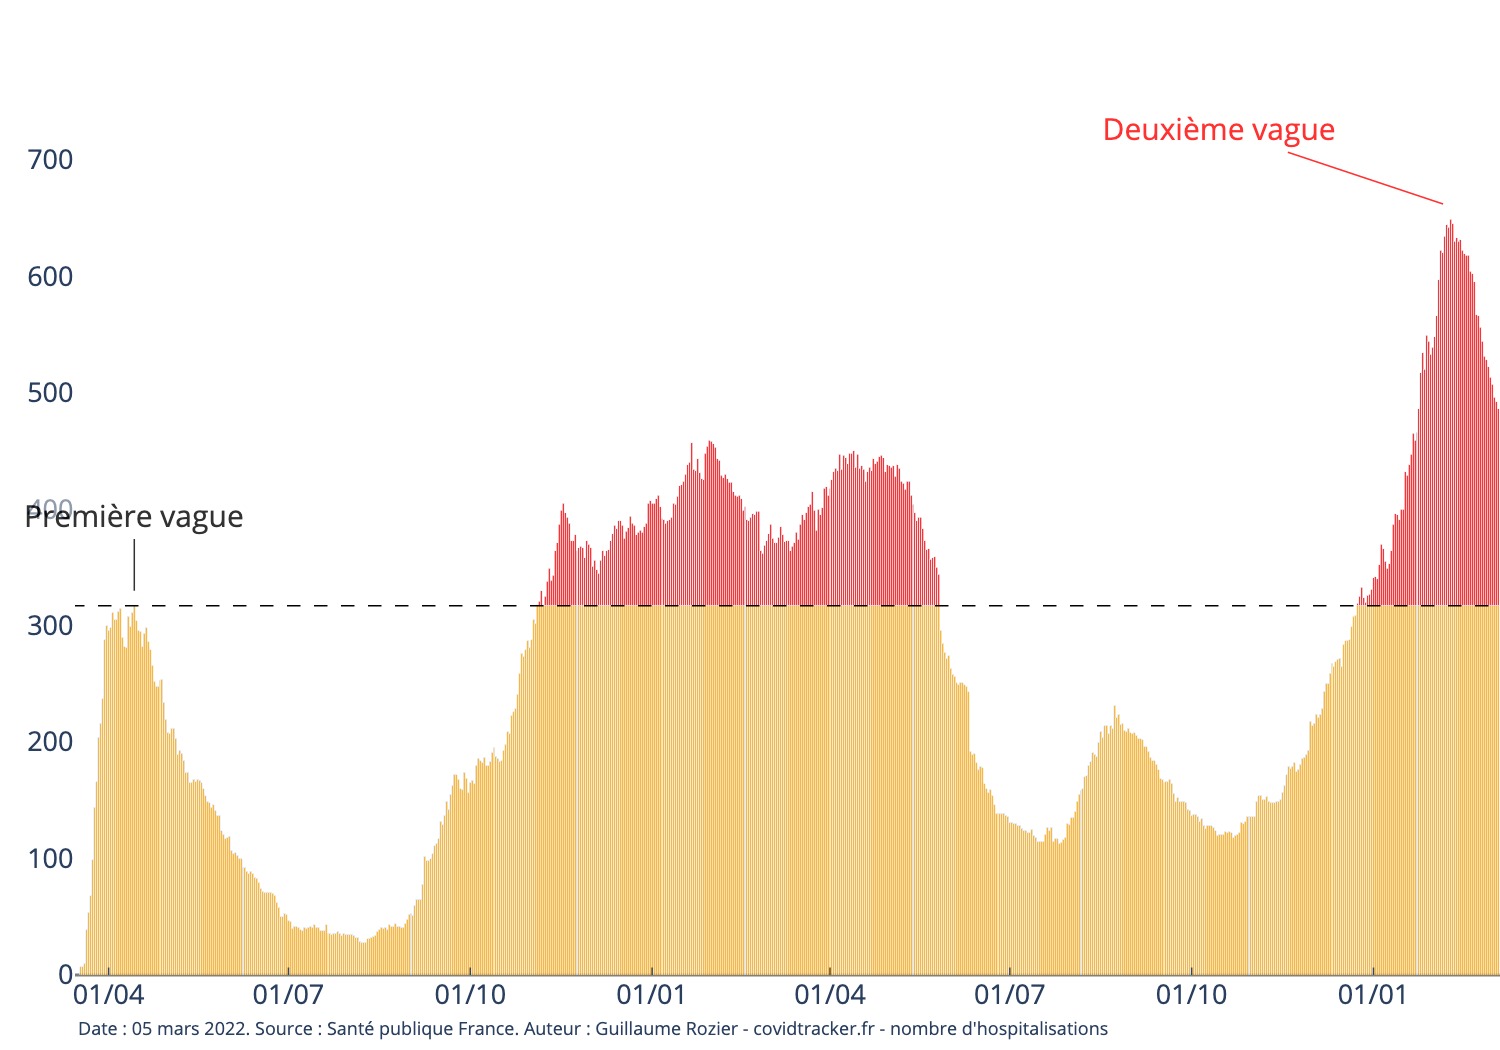 Deuxième vague
700
600
500
400
Première vague
300
200
100
0
01/04 01/07 01/10 01/01 01/04 01/07 01/10 01/01
Date : 05 mars 2022. Source : Santé publique France. Auteur : Guillaume Rozier - covidtracker.fr - nombre d'hospitalisations